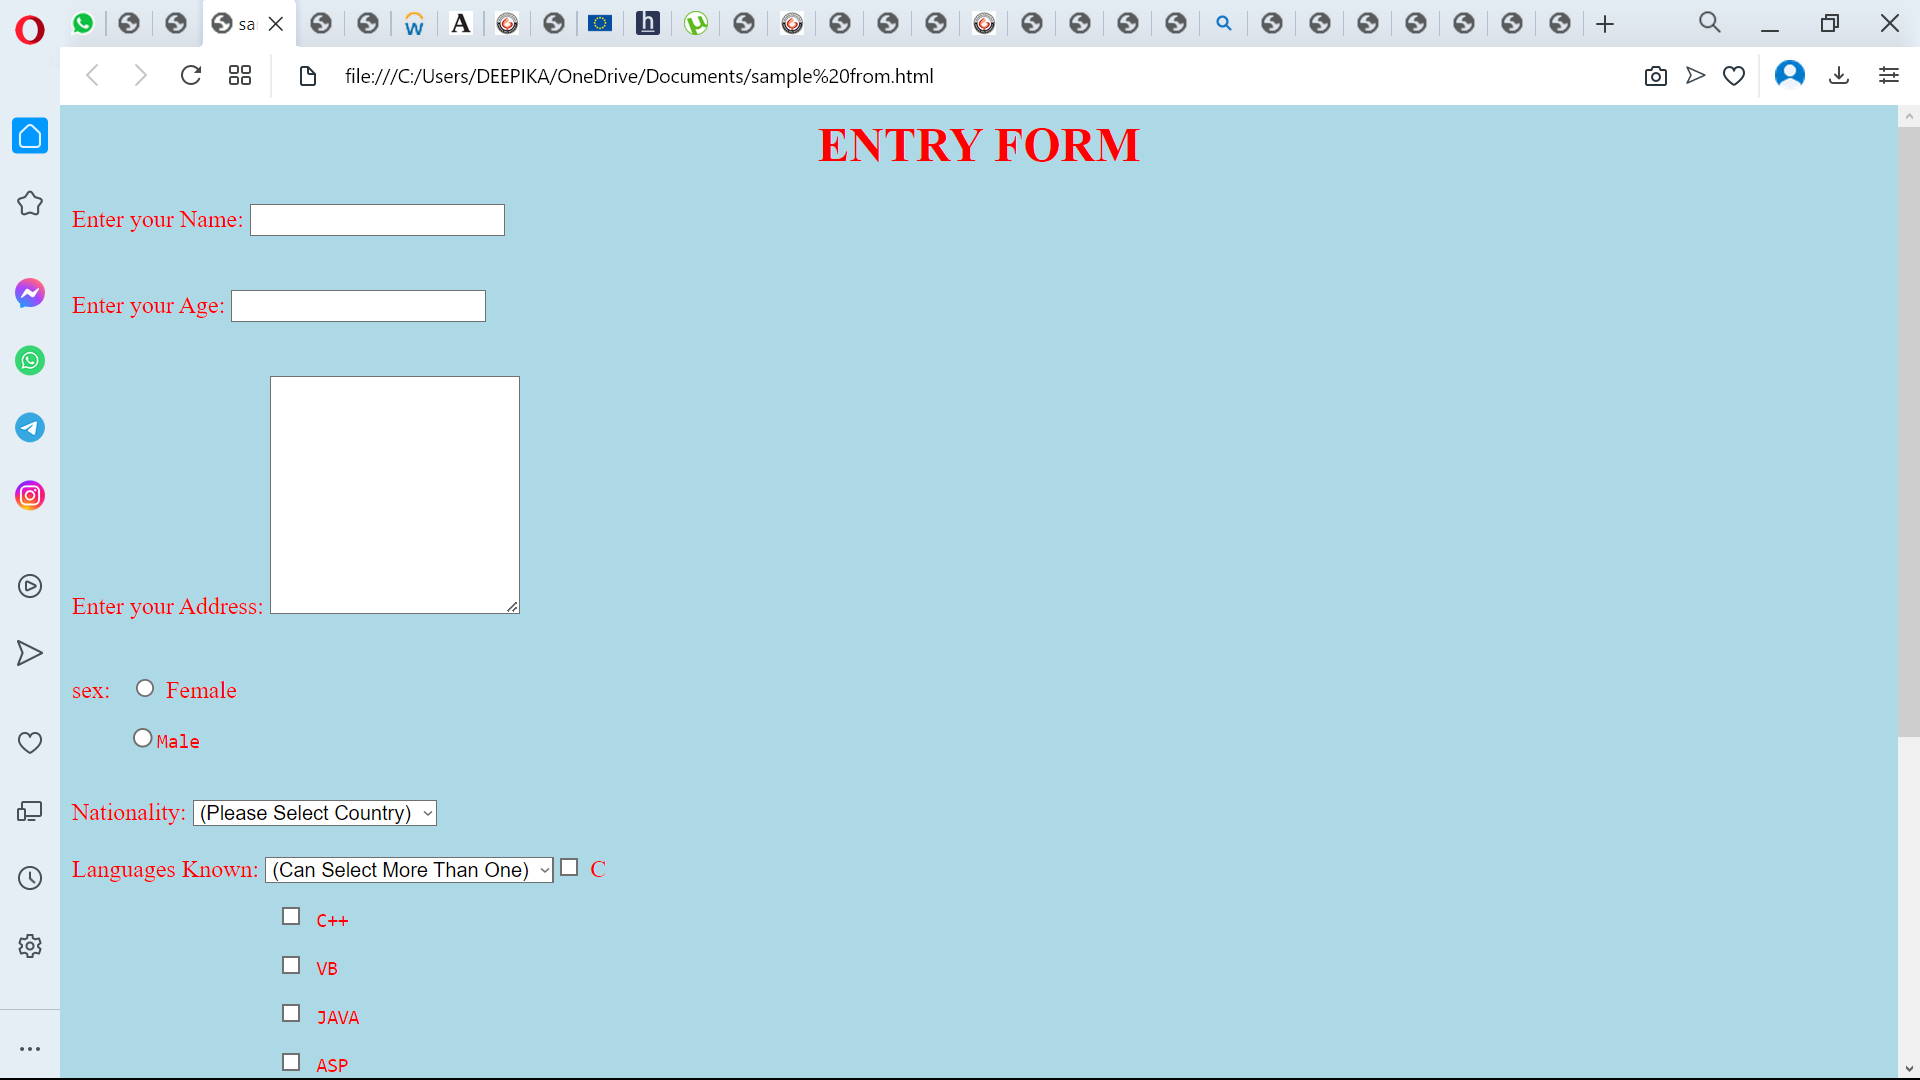 sa
file:///C:/Users/DEEPIKA/OneDrive/Documents/sample%20from.html
ENTRY FORM
Enter your Name:
Enter your Age:
Enter your Address:
sex: Female
Male
Nationality: (Please Select Country)
Languages Known: (Can Select More Than One) C
C++
VB
JAVA
ASP